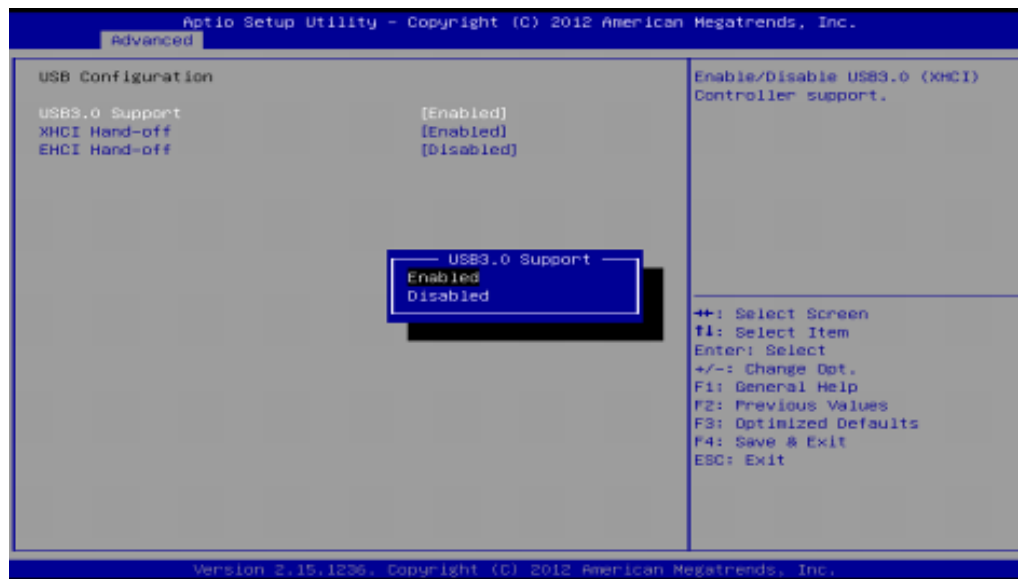 Aptio Setup Utility - Copyright (C) 2012 American Megatrends, Inc.
Advanced
USB Configuration
USB3.0 Support [Enabled]
XHCI Hand-off [Enabled]
EHCI Hand-off [Disabled]
Enable/Disable USB3.0 (XHCI)
Controller support.
USB3.0 Support
Enabled
Disabled
→←: Select Screen
↑↓: Select Item
Enter: Select
+/-: Change Opt.
F1: General Help
F2: Previous Values
F3: Optimized Defaults
F4: Save & Exit
ESC: Exit
Version 2.15.1236. Copyright (C) 2012 American Megatrends, Inc.